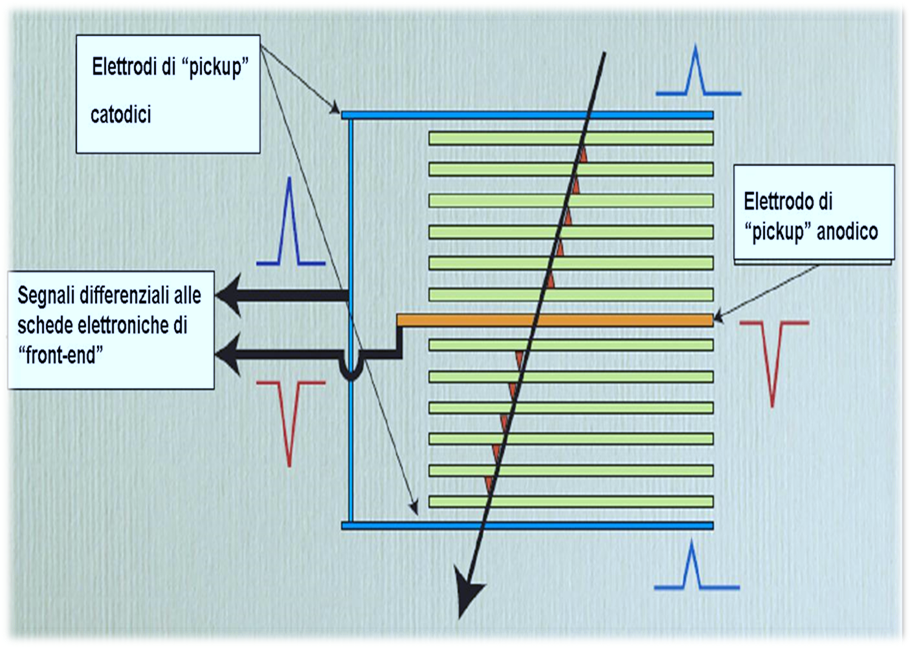 Elettrodi di “pickup”
catodici
Elettrodo di
“pickup” anodico
Segnali differenziali alle
schede elettroniche di
“front-end”